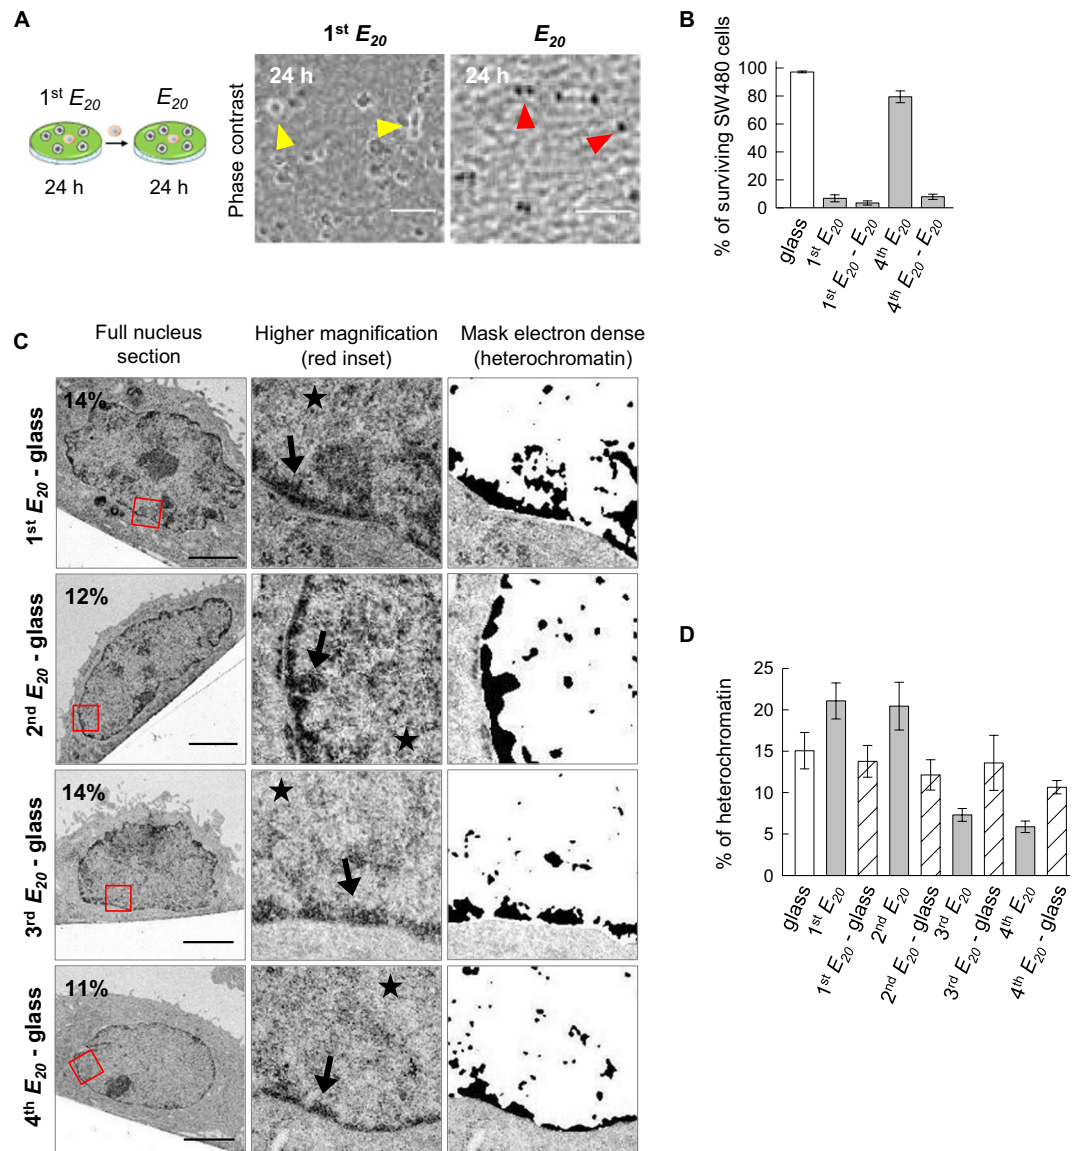 A
1st E20
E20
24 h
24 h
1st E20
E20
Phase contrast
24 h
24 h
B
% of surviving SW480 cells
100
80
60
40
20
0
glass
1st E20
1st E20 - E20
4th E20
4th E20 - E20
C
Full nucleus
section
Higher magnification
(red inset)
Mask electron dense
(heterochromatin)
1st E20 - glass
14%
2nd E20 - glass
12%
3rd E20 - glass
14%
4th E20 - glass
11%
D
% of heterochromatin
25
20
15
10
5
0
glass
1st E20
1st E20 - glass
2nd E20
2nd E20 - glass
3rd E20
3rd E20 - glass
4th E20
4th E20 - glass